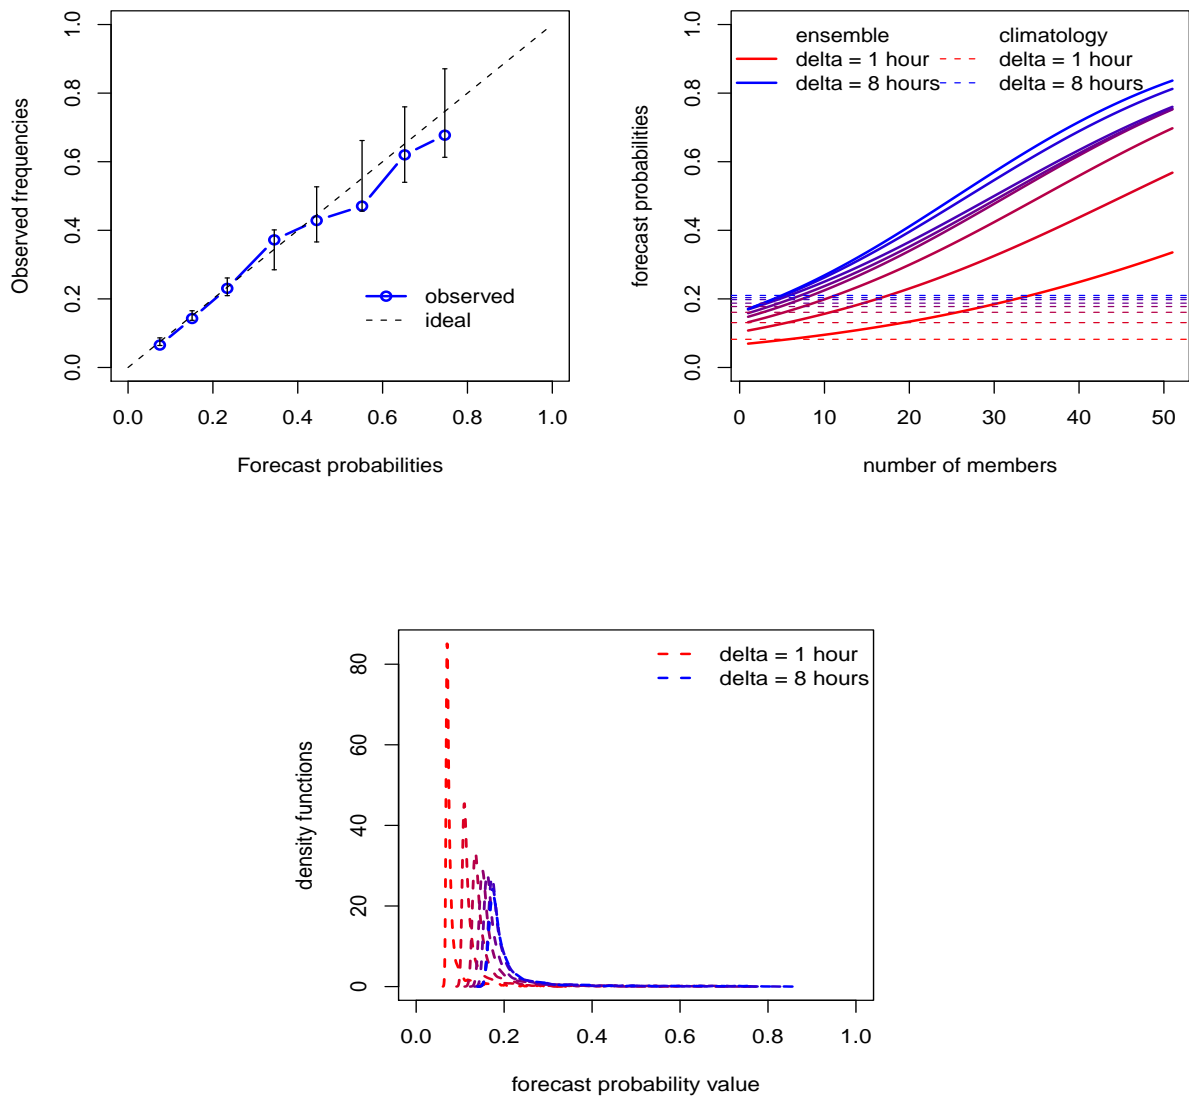 Observed frequencies
0.0 0.2 0.4 0.6 0.8 1.0
observed
ideal
0.0 0.2 0.4 0.6 0.8 1.0
Forecast probabilities
forecast probabilities
0.0 0.2 0.4 0.6 0.8 1.0
ensemble climatology
delta = 1 hour delta = 1 hour
delta = 8 hours delta = 8 hours
0 10 20 30 40 50
number of members
density functions
0 20 40 60 80
delta = 1 hour
delta = 8 hours
0.0 0.2 0.4 0.6 0.8 1.0
forecast probability value